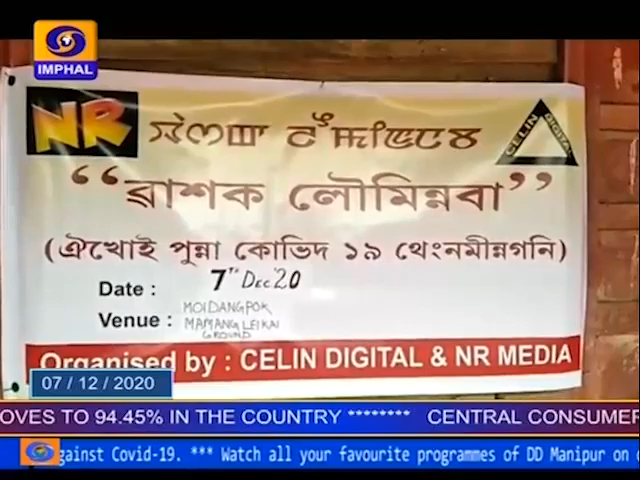 IMPHAL
NR
CELIN DIGITAL
“ৱাশক লৌমিন্নবা”
(ঐখোই পুন্না কোভিদ ১৯ থেংনমীন্নগনি)
Date : 7TH Dec'20
Venue : MOIDANGPOK
MAMANG LEIKAI
GROUND
Organised by : CELIN DIGITAL & NR MEDIA
07 / 12 / 2020
OVES TO 94.45% IN THE COUNTRY ******** CENTRAL CONSUMER
gainst Covid-19. *** Watch all your favourite programmes of DD Manipur on